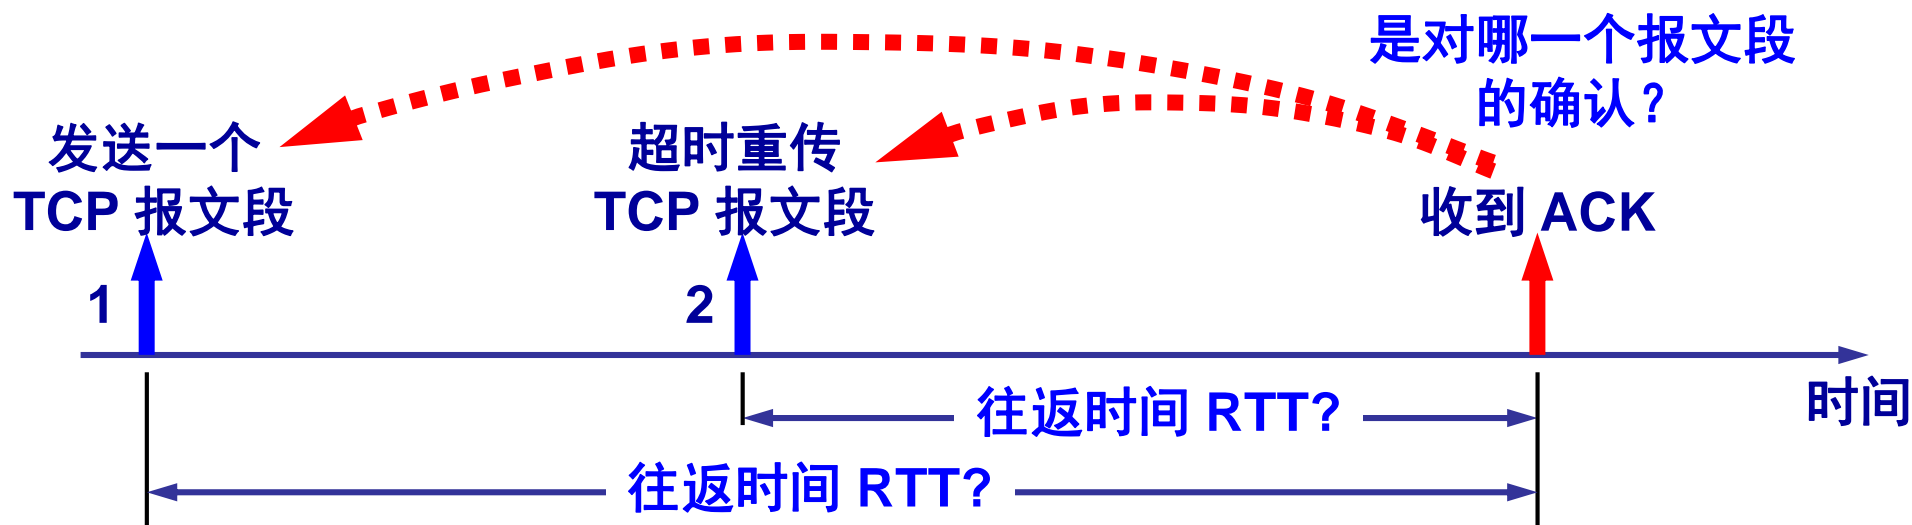 是对哪一个报文段
的确认?
发送一个
TCP 报文段
超时重传
TCP 报文段
收到 ACK
1
2
时间
往返时间 RTT?
往返时间 RTT?